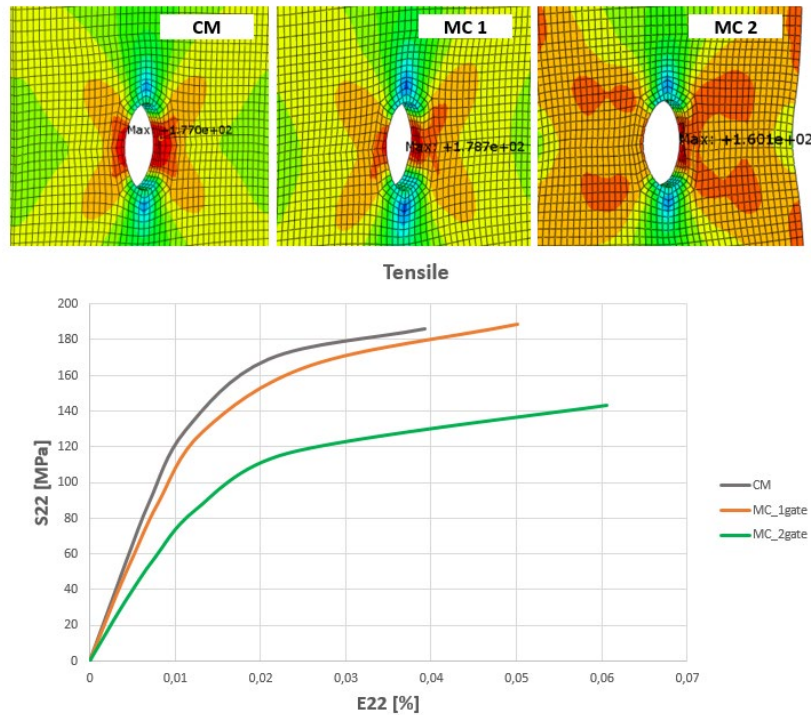 CM
MC 1
MC 2
Max: +1.770e+02
Max: +1.787e+02
Max: +1.601e+02
Tensile
200
180
160
140
120
100
80
60
40
20
0
S22 [MPa]
0 0,01 0,02 0,03 0,04 0,05 0,06 0,07
E22 [%]
CM
MC_1gate
MC_2gate